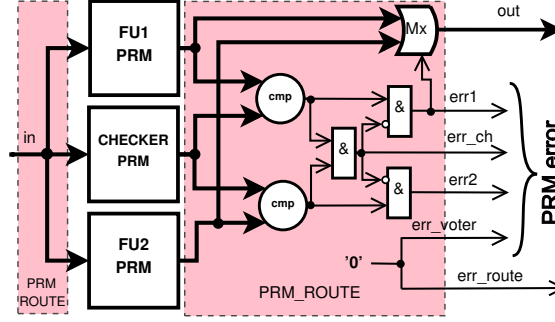 FU1
PRM
out
Mx
cmp
&
err1
in
CHECKER
PRM
&
err_ch
&
err2
cmp
FU2
PRM
err_voter
'0'
err_route
PRM
ROUTE
PRM_ROUTE
PRM error